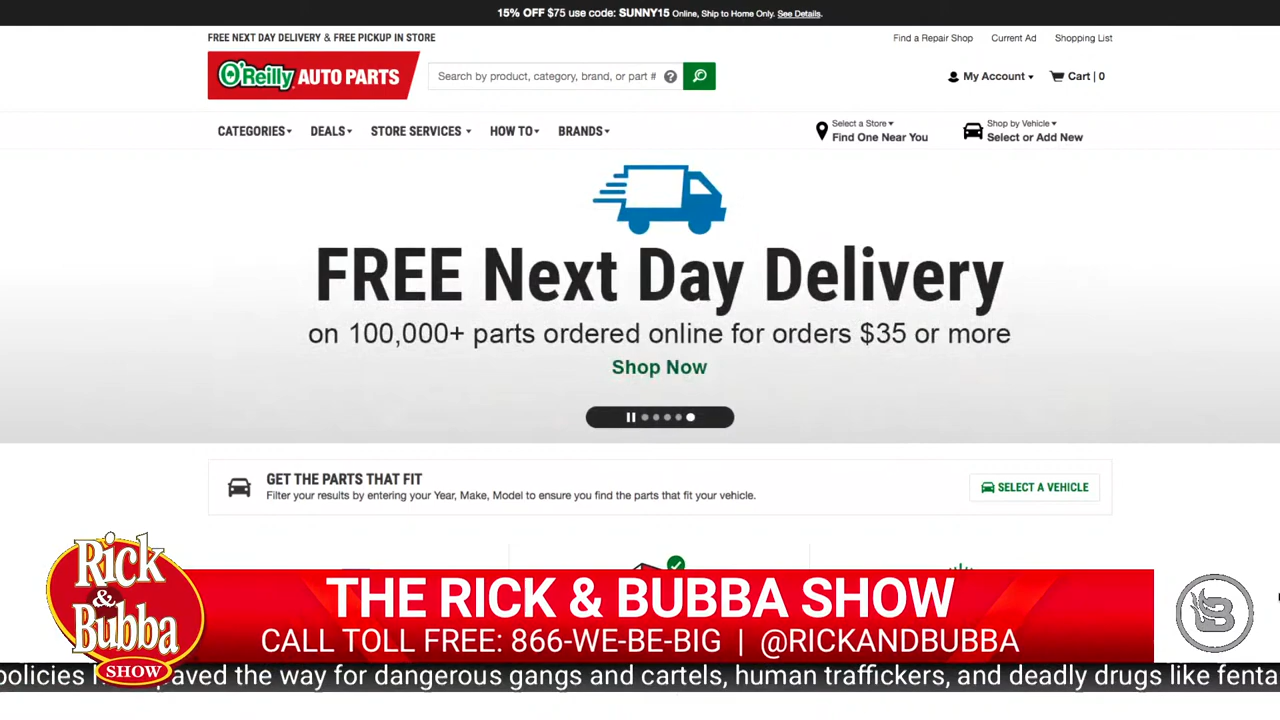 15% OFF $75 use code: SUNNY15 Online, Ship to Home Only. See Details.
FREE NEXT DAY DELIVERY & FREE PICKUP IN STORE
Find a Repair Shop Current Ad Shopping List
O'Reilly AUTO PARTS
Search by product, category, brand, or part # ?
My Account Cart | 0
CATEGORIES DEALS STORE SERVICES HOW TO BRANDS
Select a Store
Find One Near You
Shop by Vehicle
Select or Add New
FREE Next Day Delivery
on 100,000+ parts ordered online for orders $35 or more
Shop Now
GET THE PARTS THAT FIT
Filter your results by entering your Year, Make, Model to ensure you find the parts that fit your vehicle.
SELECT A VEHICLE
Rick
&
Bubba
SHOW
THE RICK & BUBBA SHOW
CALL TOLL FREE: 866-WE-BE-BIG | @RICKANDBUBBA
B
policies paved the way for dangerous gangs and cartels, human traffickers, and deadly drugs like fenta